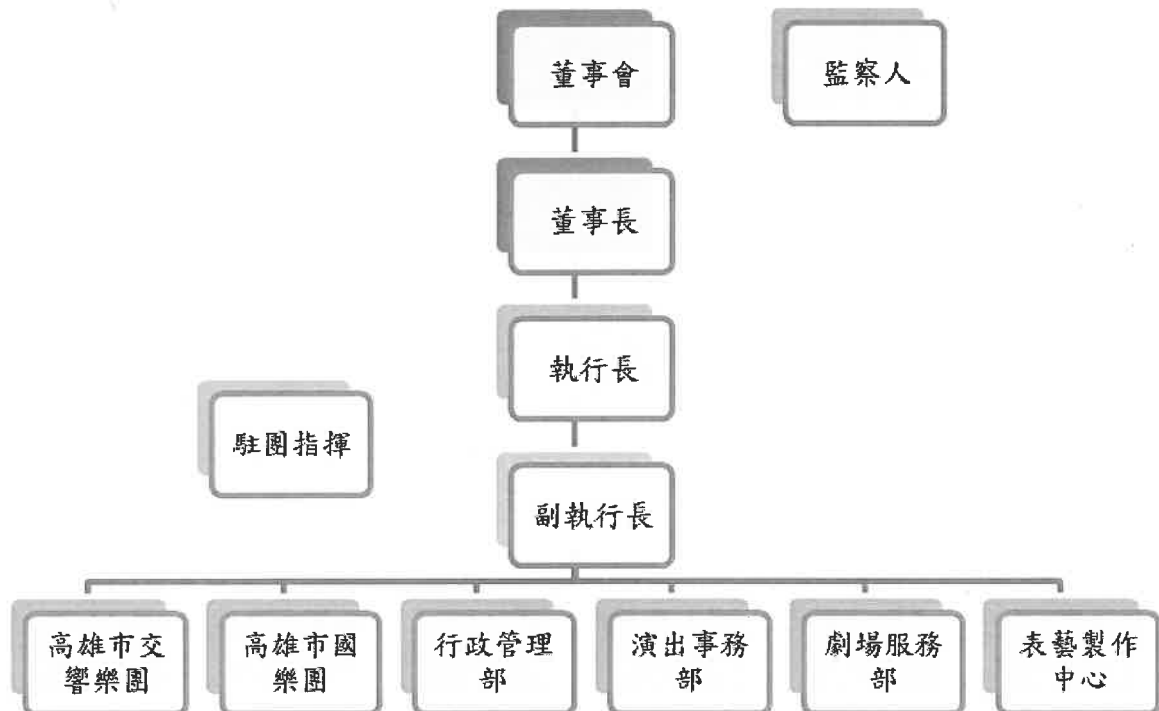 董事會
監察人
董事長
執行長
駐團指揮
副執行長
高雄市交
響樂團
高雄市國
樂團
行政管理
部
演出事務
部
劇場服務
部
表藝製作
中心